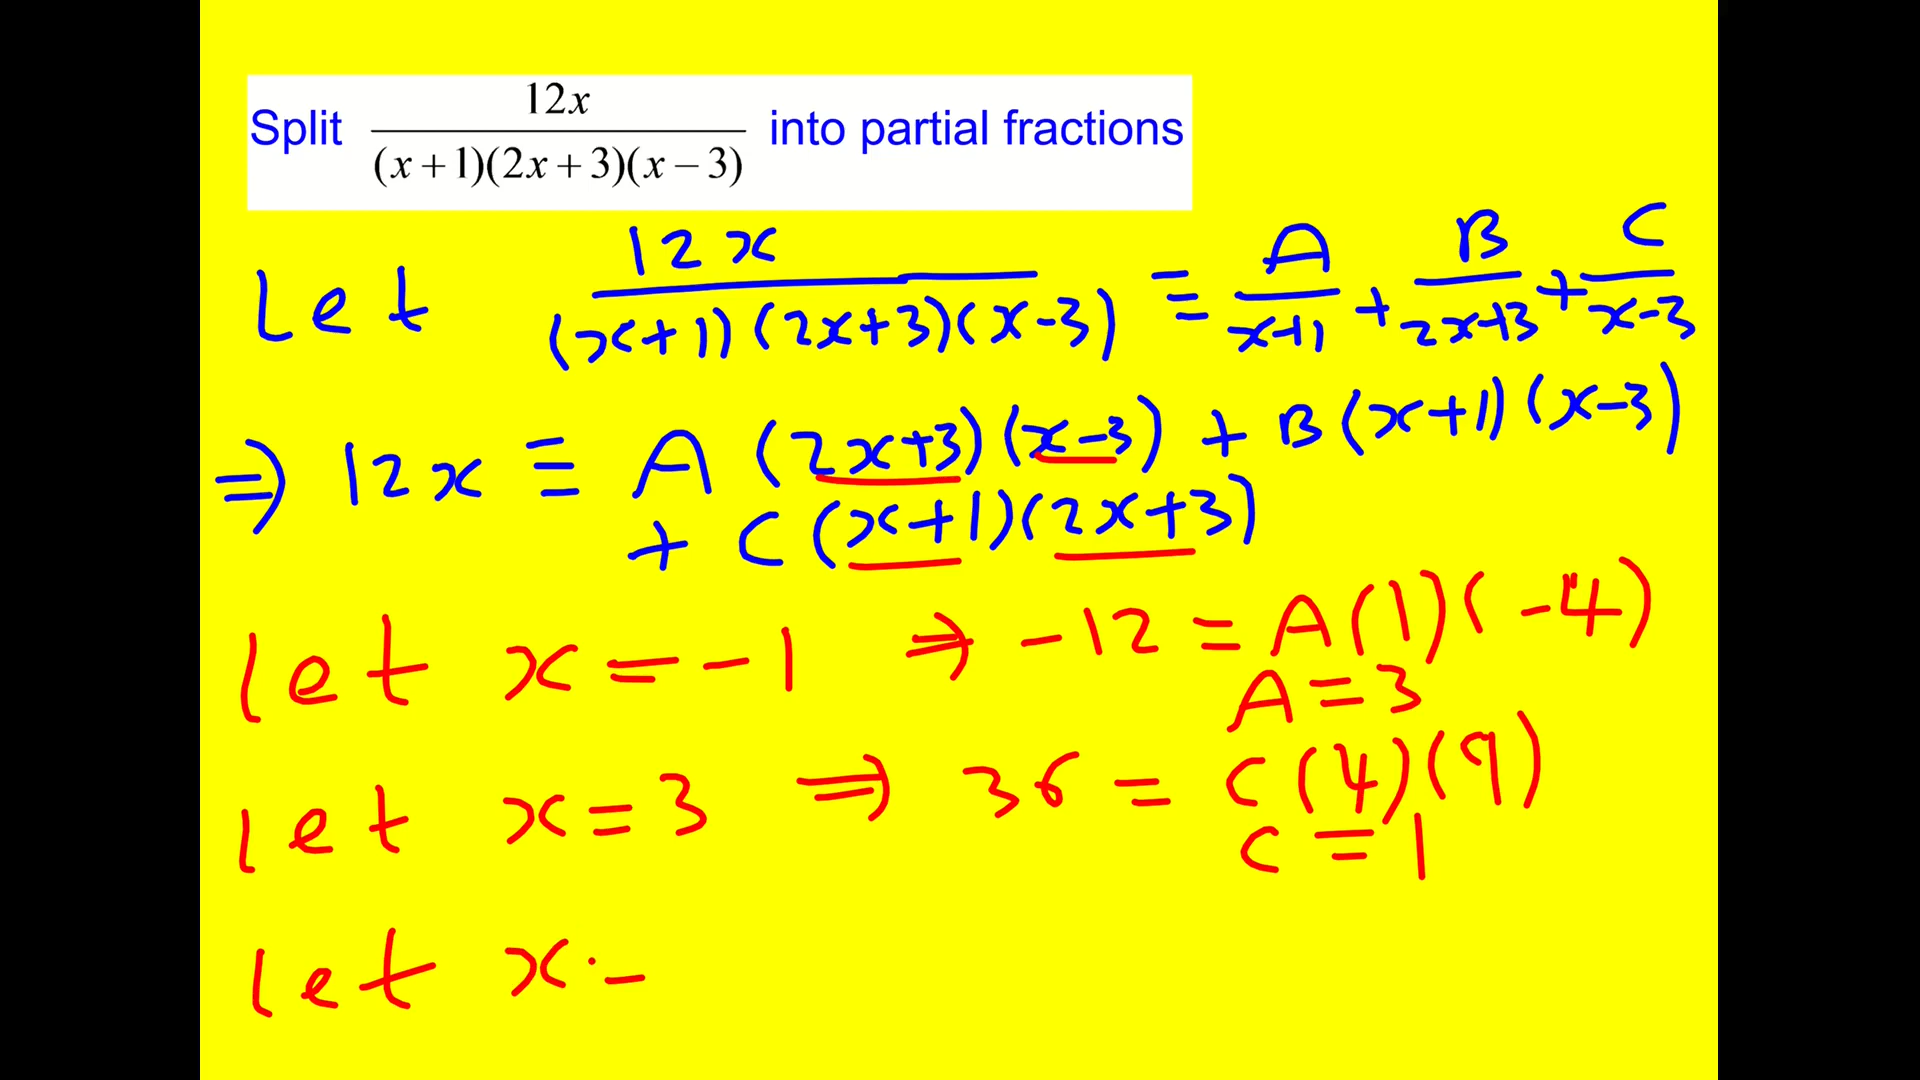 Split 12x / (x+1)(2x+3)(x−3) into partial fractions
Let 12x / (x+1)(2x+3)(x-3) ≡ A/x+1 + B/2x+3 + C/x-3
⇒ 12x ≡ A(2x+3)(x-3) + B(x+1)(x-3)
+ C(x+1)(2x+3)
let x = -1 ⇒ -12 = A(1)(-4)
A = 3
let x = 3 ⇒ 36 = C(4)(9)
C = 1
let x -